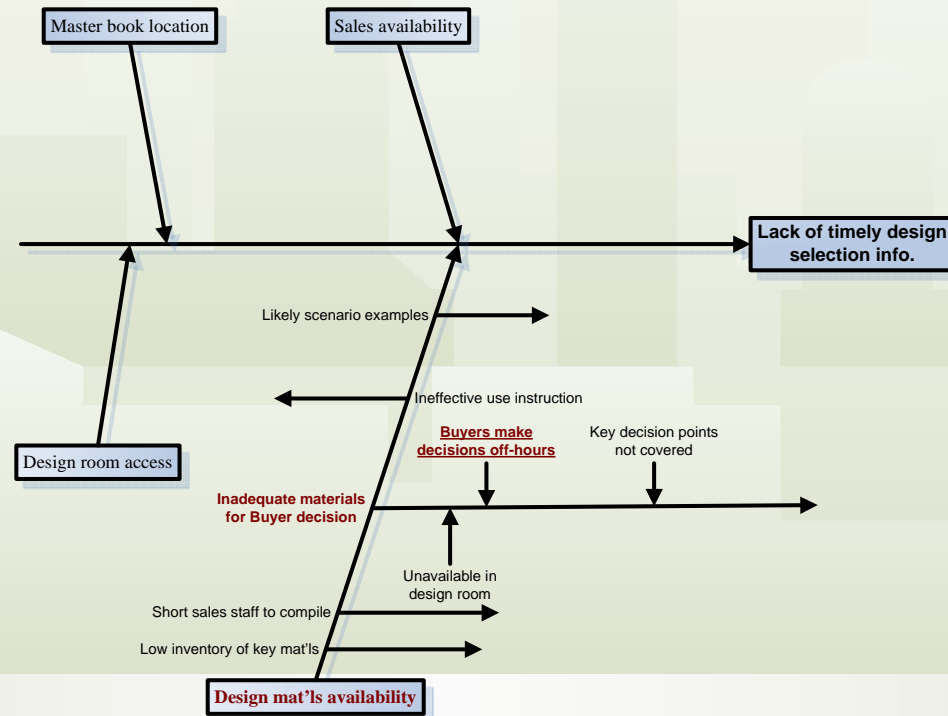 Master book location
Sales availability
Lack of timely design
selection info.
Likely scenario examples
Ineffective use instruction
Buyers make
decisions off-hours
Key decision points
not covered
Design room access
Inadequate materials
for Buyer decision
Unavailable in
design room
Short sales staff to compile
Low inventory of key mat'ls
Design mat’ls availability